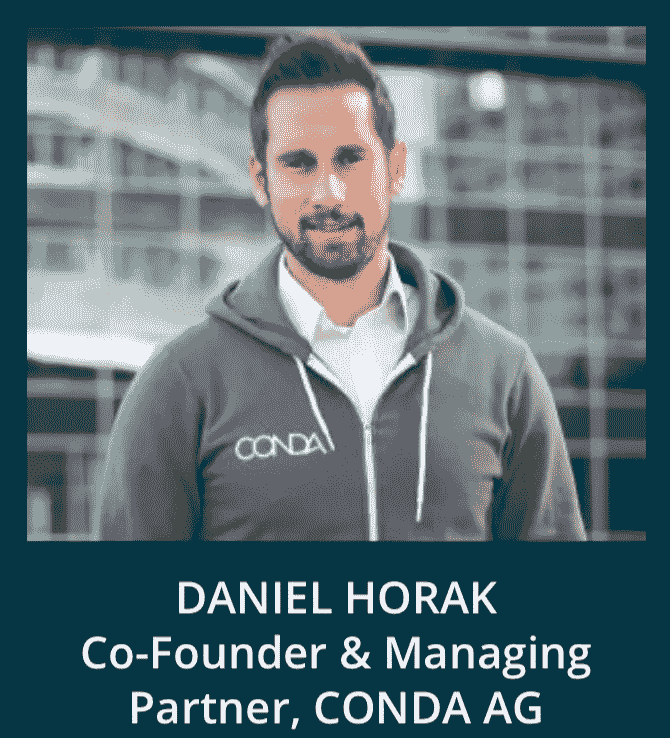 CONDA
DANIEL HORAK
Co-Founder & Managing
Partner, CONDA AG